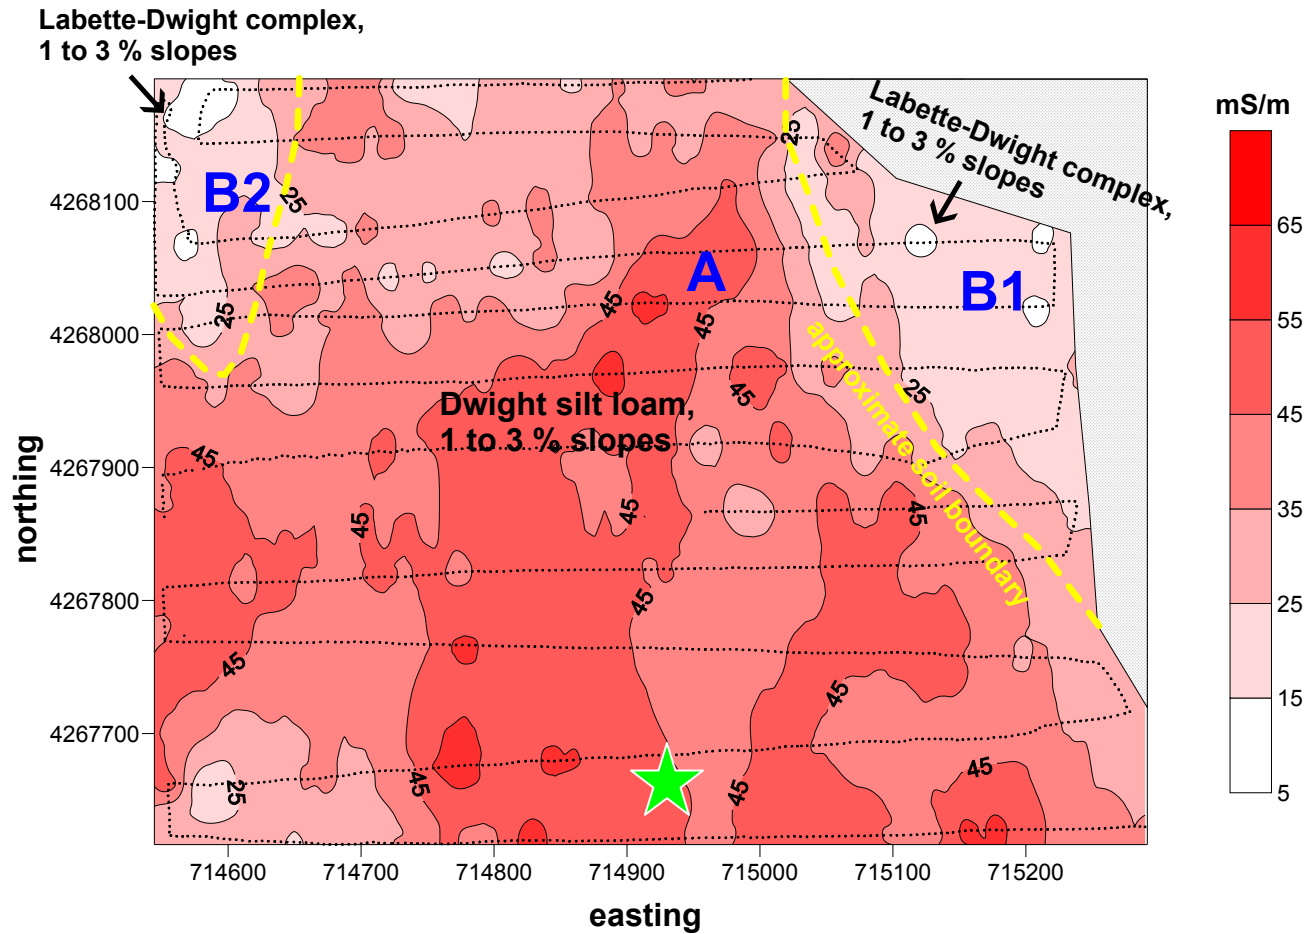 Labette-Dwight complex,
1 to 3 % slopes
mS/m
Labette-Dwight complex,
1 to 3 % slopes
25
65
4268100
B2
25
A
B1
55
45
45
25
4268000
approximate soil boundary
45
25
45
Dwight silt loam,
1 to 3 % slopes
northing
4267900
45
45
45
45
35
4267800
45
25
45
45
4267700
15
45
25
45
45
5
714600
714700
714800
714900
715000
715100
715200
easting